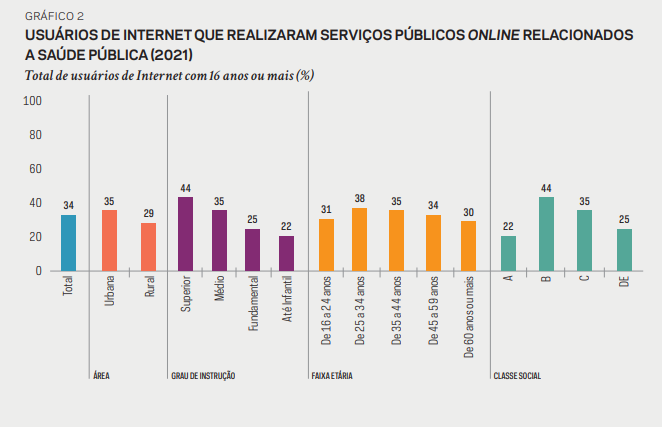 GRÁFICO 2
USUÁRIOS DE INTERNET QUE REALIZARAM SERVIÇOS PÚBLICOS ONLINE RELACIONADOS
A SAÚDE PÚBLICA (2021)
Total de usuários de Internet com 16 anos ou mais (%)
100
80
60
40
20
0
34
35
29
44
35
25
22
31
38
35
34
30
22
44
35
25
Total
Urbana
Rural
Superior
Médio
Fundamental
Até Infantil
De 16 a 24 anos
De 25 a 34 anos
De 35 a 44 anos
De 45 a 59 anos
De 60 anos ou mais
A
B
C
DE
ÁREA
GRAU DE INSTRUÇÃO
FAIXA ETÁRIA
CLASSE SOCIAL